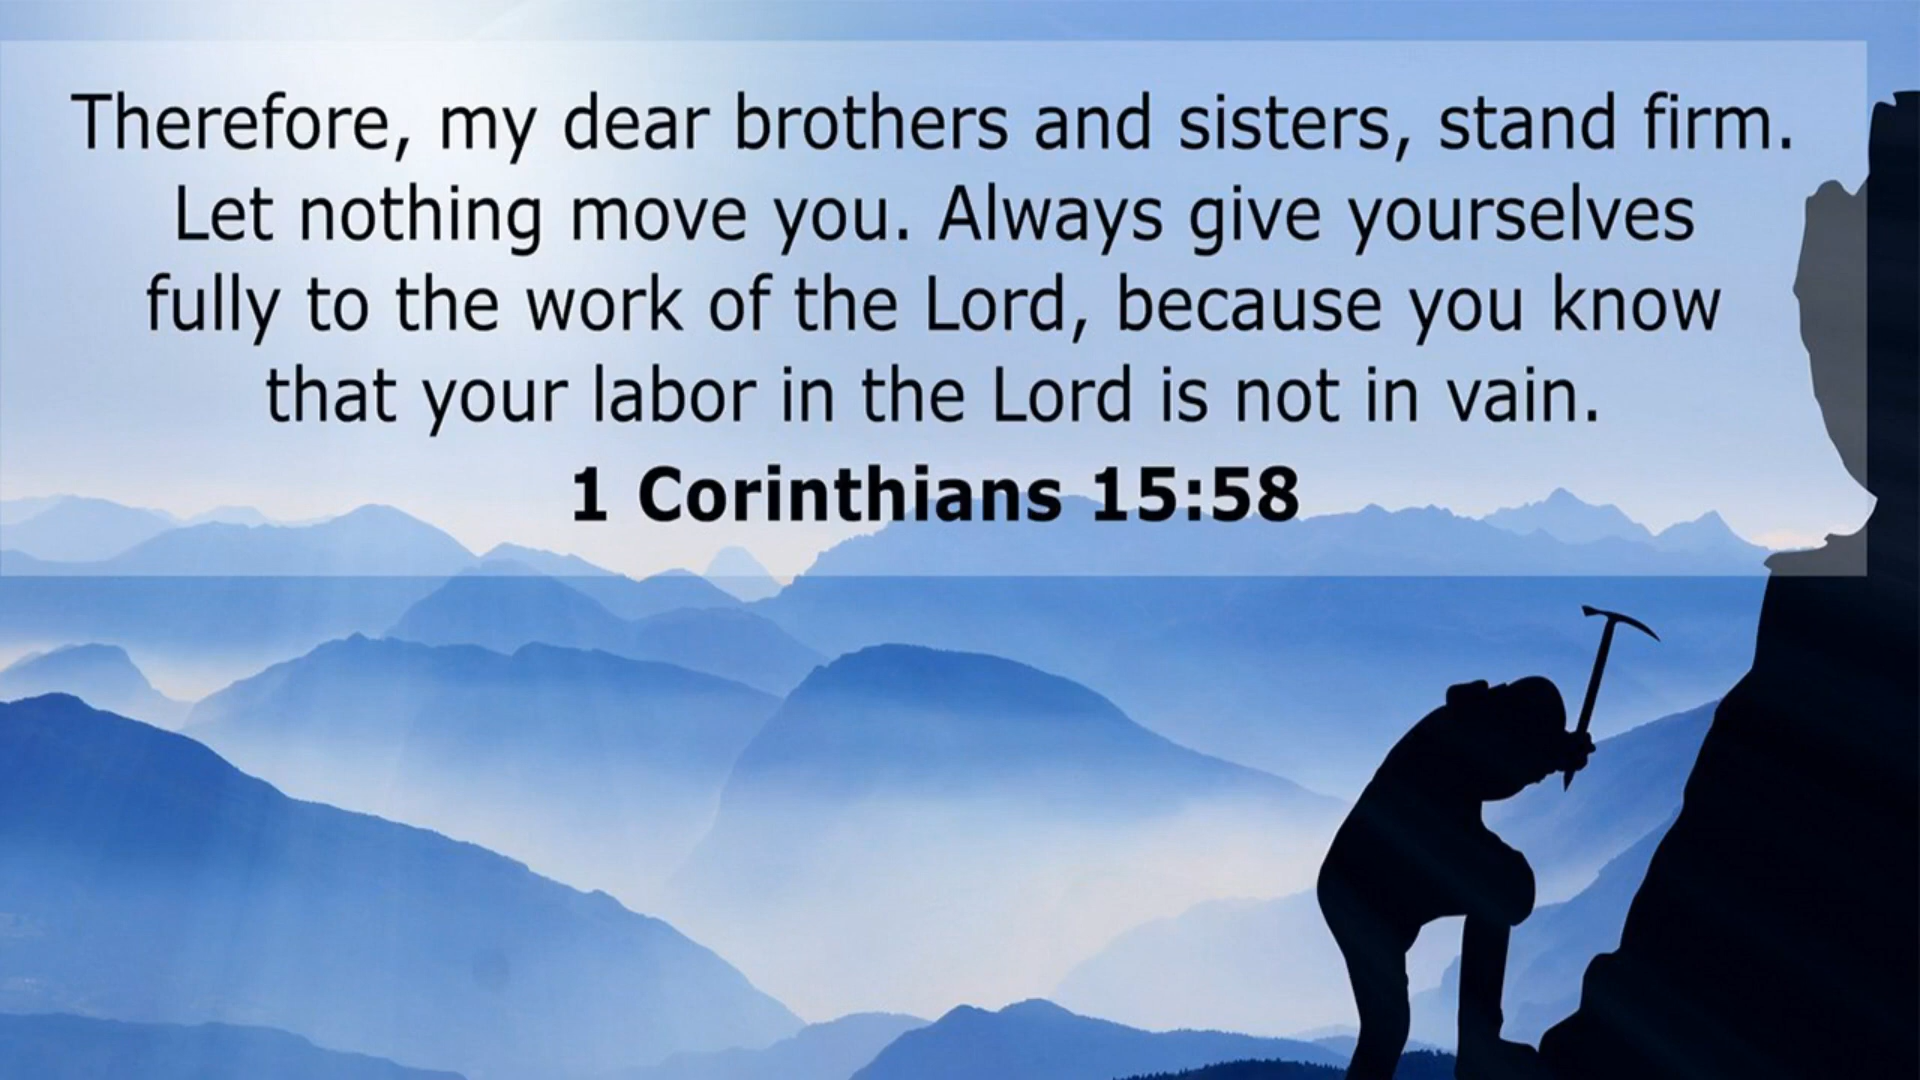 Therefore, my dear brothers and sisters, stand firm.
Let nothing move you. Always give yourselves
fully to the work of the Lord, because you know
that your labor in the Lord is not in vain.
1 Corinthians 15:58